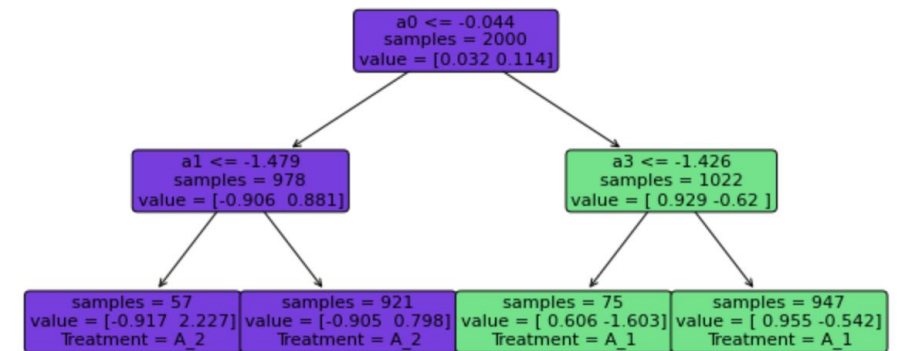 a0 <= -0.044
samples = 2000
value = [0.032 0.114]
a1 <= -1.479
samples = 978
value = [-0.906  0.881]
a3 <= -1.426
samples = 1022
value = [ 0.929 -0.62 ]
samples = 57
value = [-0.917  2.227]
Treatment = A_2
samples = 921
value = [-0.905  0.798]
Treatment = A_2
samples = 75
value = [ 0.606 -1.603]
Treatment = A_1
samples = 947
value = [ 0.955 -0.542]
Treatment = A_1